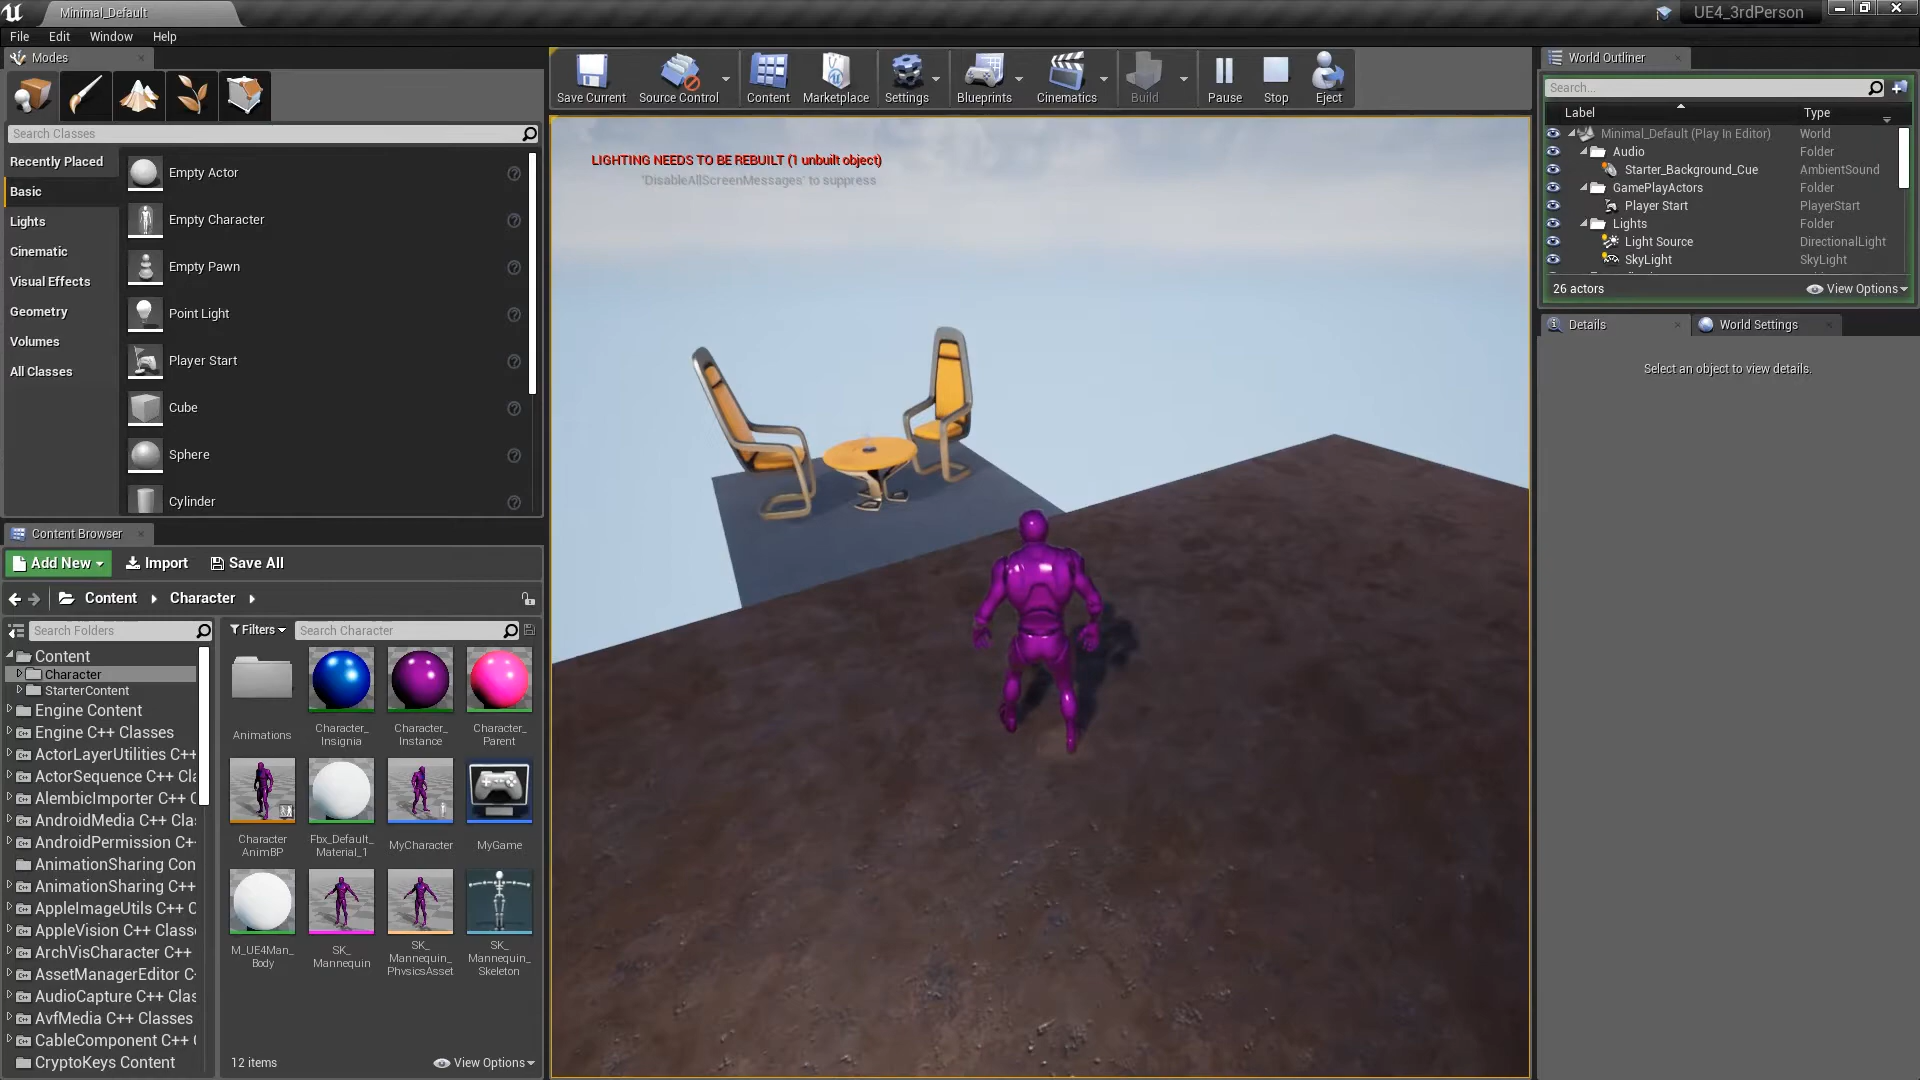 Minimal_Default
UE4_3rdPerson
File Edit Window Help
Modes
Search Classes
Recently Placed
Basic
Lights
Cinematic
Visual Effects
Geometry
Volumes
All Classes
Empty Actor
Empty Character
Empty Pawn
Point Light
Player Start
Cube
Sphere
Cylinder
Content Browser
Add New
Import
Save All
Content
Character
Search Folders
Content
Character
StarterContent
Engine Content
Engine C++ Classes
ActorLayerUtilities C++
ActorSequence C++ Cla
AlembicImporter C++ C
AndroidMedia C++ Clas
AndroidPermission C++
AnimationSharing Con
AnimationSharing C++
AppleImageUtils C++ C
AppleVision C++ Classe
ArchVisCharacter C++
AssetManagerEditor C+
AudioCapture C++ Clas
AvfMedia C++ Classes
CableComponent C++ (
CryptoKeys Content
Filters
Search Character
Animations
Character_
Insignia
Character_
Instance
Character_
Parent
Character
AnimBP
Fbx_Default_
Material_1
MyCharacter
MyGame
M_UE4Man_
Body
SK_
Mannequin
SK_
Mannequin_
PhysicsAsset
SK_
Mannequin_
Skeleton
12 items
View Options
Save Current
Source Control
Content
Marketplace
Settings
Blueprints
Cinematics
Build
Pause
Stop
Eject
LIGHTING NEEDS TO BE REBUILT (1 unbuilt object)
'DisableAllScreenMessages' to suppress
World Outliner
Search...
Label Type
Minimal_Default (Play In Editor) World
Audio Folder
Starter_Background_Cue AmbientSound
GamePlayActors Folder
Player Start PlayerStart
Lights Folder
Light Source DirectionalLight
SkyLight SkyLight
26 actors
View Options
Details
World Settings
Select an object to view details.